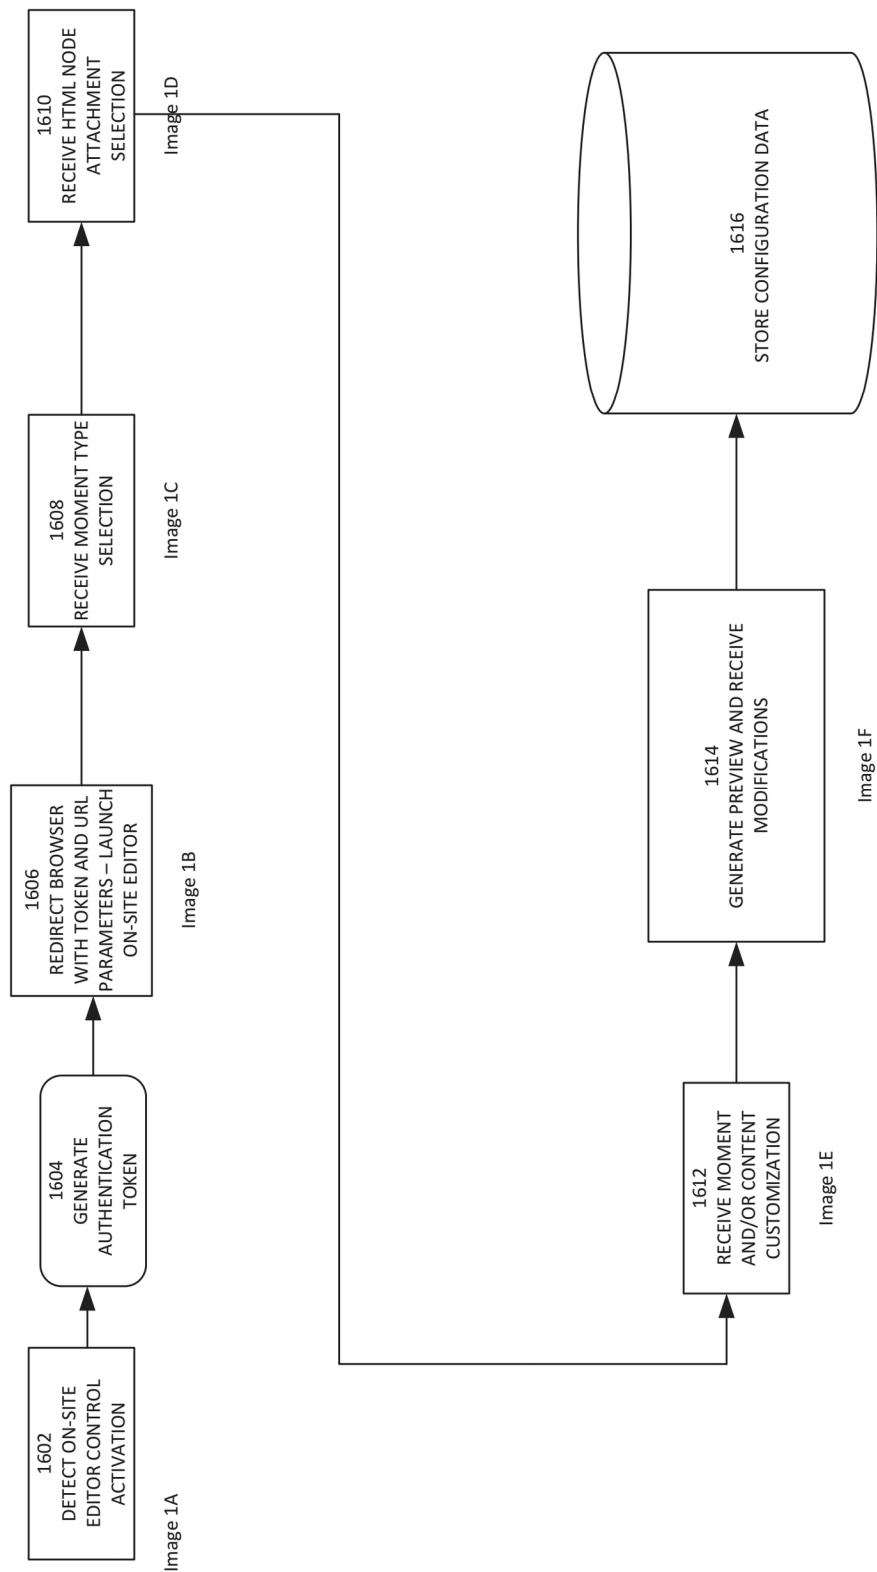 1602
DETECT ON-SITE
EDITOR CONTROL
ACTIVATION
Image 1A
1604
GENERATE
AUTHENTICATION
TOKEN
1606
REDIRECT BROWSER
WITH TOKEN AND URL
PARAMETERS – LAUNCH
ON-SITE EDITOR
Image 1B
1608
RECEIVE MOMENT TYPE
SELECTION
Image 1C
1610
RECEIVE HTML NODE
ATTACHMENT
SELECTION
Image 1D
1612
RECEIVE MOMENT
AND/OR CONTENT
CUSTOMIZATION
Image 1E
1614
GENERATE PREVIEW AND RECEIVE
MODIFICATIONS
Image 1F
1616
STORE CONFIGURATION DATA